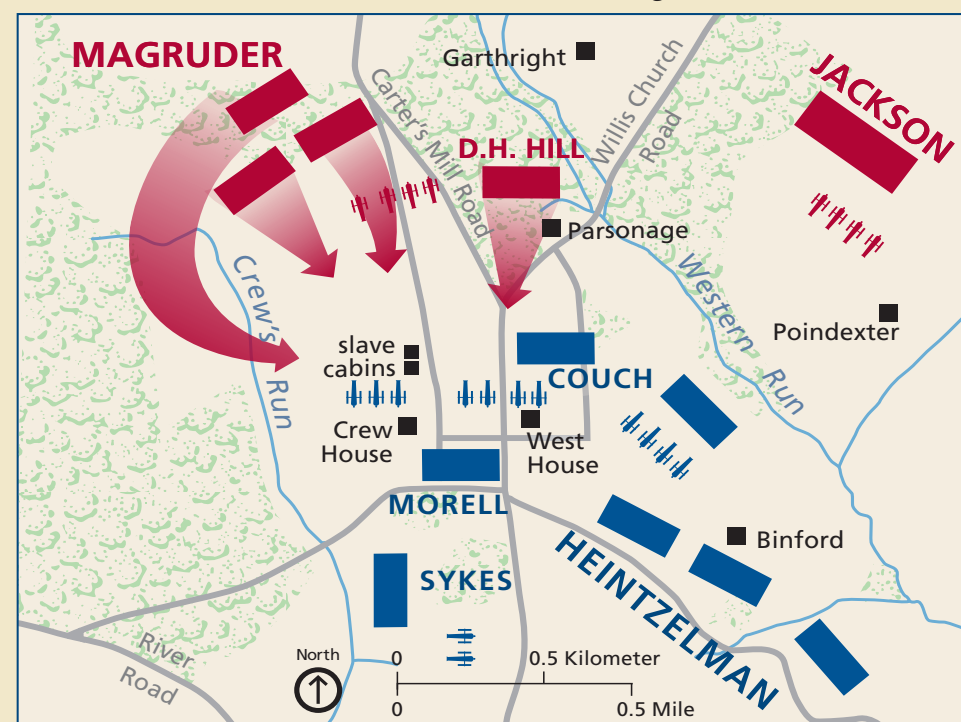 MAGRUDER
Garthright
Willis Church
Road
JACKSON
Carter's Mill Road
D.H. HILL
Parsonage
Crew's
Run
Western
Run
Poindexter
slave
cabins
COUCH
Crew
House
West
House
MORELL
Binford
HEINTZELMAN
SYKES
River
Road
North
0
0.5 Kilometer
0
0.5 Mile